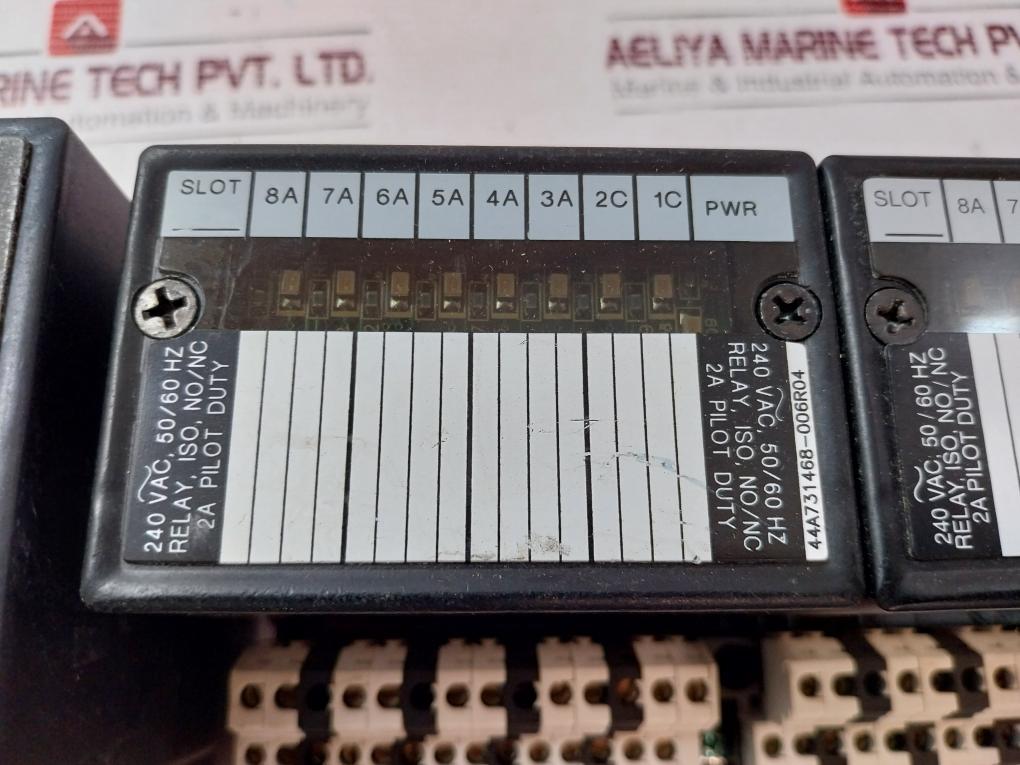 RINE TECH PVT. LTD.
tomation & Machinery
AELIYA MARINE TECH PV
Marine & Industrial Automation &
SLOT 8A 7A 6A 5A 4A 3A 2C 1C PWR
240 VAC, 50/60 HZ
RELAY, ISO, NO/NC
2A PILOT DUTY
240 VAC, 50/60 HZ
RELAY, ISO, NO/NC
2A PILOT DUTY
44A731468-006R04
SLOT 8A 7
240 VAC, 50/60 HZ
RELAY, ISO, NO/NC
2A PILOT DUTY